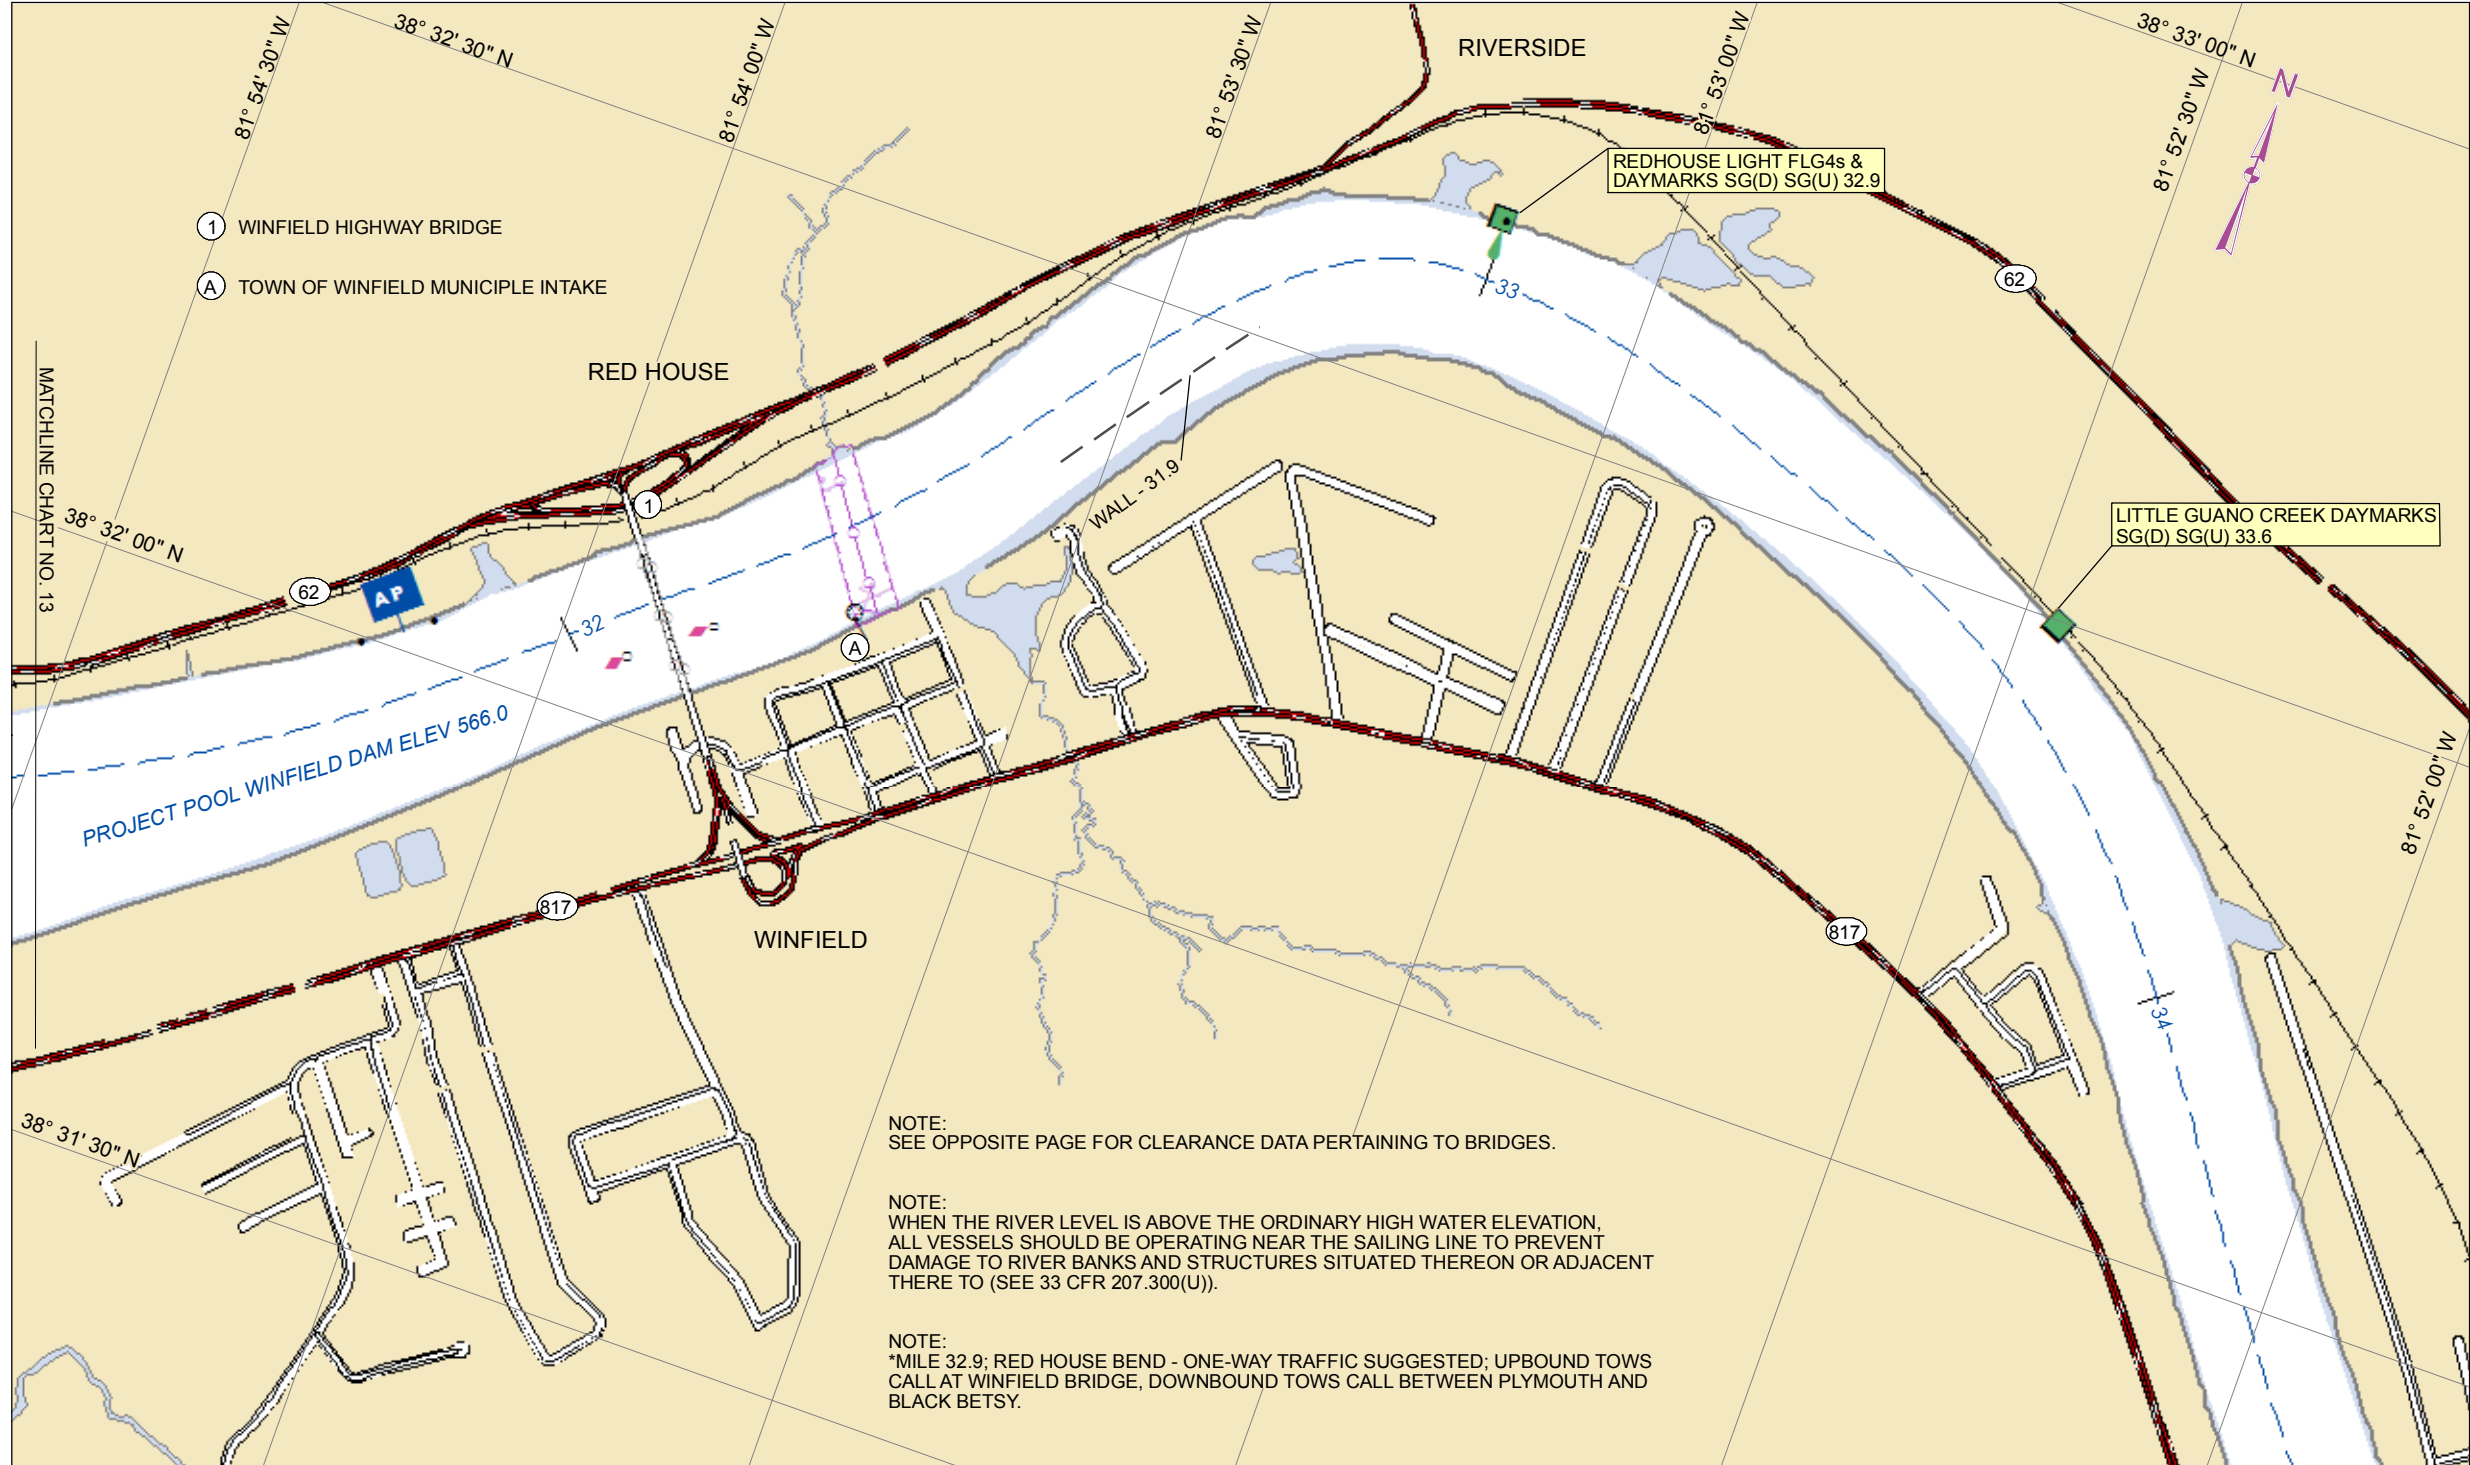 81° 54' 30" W
38° 32' 30" N
81° 54' 00" W
81° 53' 30" W
RIVERSIDE
81° 53' 00" W
38° 33' 00" N
81° 52' 30" W
N
REDHOUSE LIGHT FLG4s &
DAYMARKS SG(D) SG(U) 32.9
1 WINFIELD HIGHWAY BRIDGE
A TOWN OF WINFIELD MUNICIPLE INTAKE
62
33
MATCHLINE CHART NO. 13
RED HOUSE
1
WALL - 31.9
38° 32' 00" N
62
AP
32
A
LITTLE GUANO CREEK DAYMARKS
SG(D) SG(U) 33.6
PROJECT POOL WINFIELD DAM ELEV 566.0
81° 52' 00" W
817
WINFIELD
817
34
38° 31' 30" N
NOTE:
SEE OPPOSITE PAGE FOR CLEARANCE DATA PERTAINING TO BRIDGES.
NOTE:
WHEN THE RIVER LEVEL IS ABOVE THE ORDINARY HIGH WATER ELEVATION,
ALL VESSELS SHOULD BE OPERATING NEAR THE SAILING LINE TO PREVENT
DAMAGE TO RIVER BANKS AND STRUCTURES SITUATED THEREON OR ADJACENT
THERE TO (SEE 33 CFR 207.300(U)).
NOTE:
*MILE 32.9; RED HOUSE BEND - ONE-WAY TRAFFIC SUGGESTED; UPBOUND TOWS
CALL AT WINFIELD BRIDGE, DOWNBOUND TOWS CALL BETWEEN PLYMOUTH AND
BLACK BETSY.